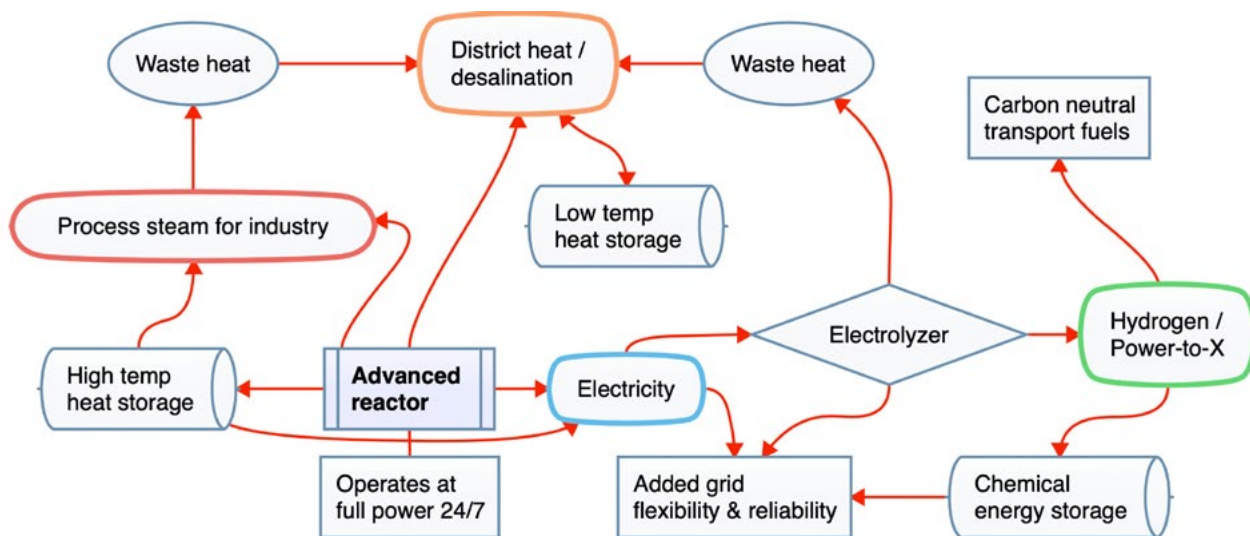 Waste heat
District heat /
desalination
Waste heat
Carbon neutral
transport fuels
Process steam for industry
Low temp
heat storage
High temp
heat storage
Advanced
reactor
Electricity
Electrolyzer
Hydrogen /
Power-to-X
Operates at
full power 24/7
Added grid
flexibility & reliability
Chemical
energy storage